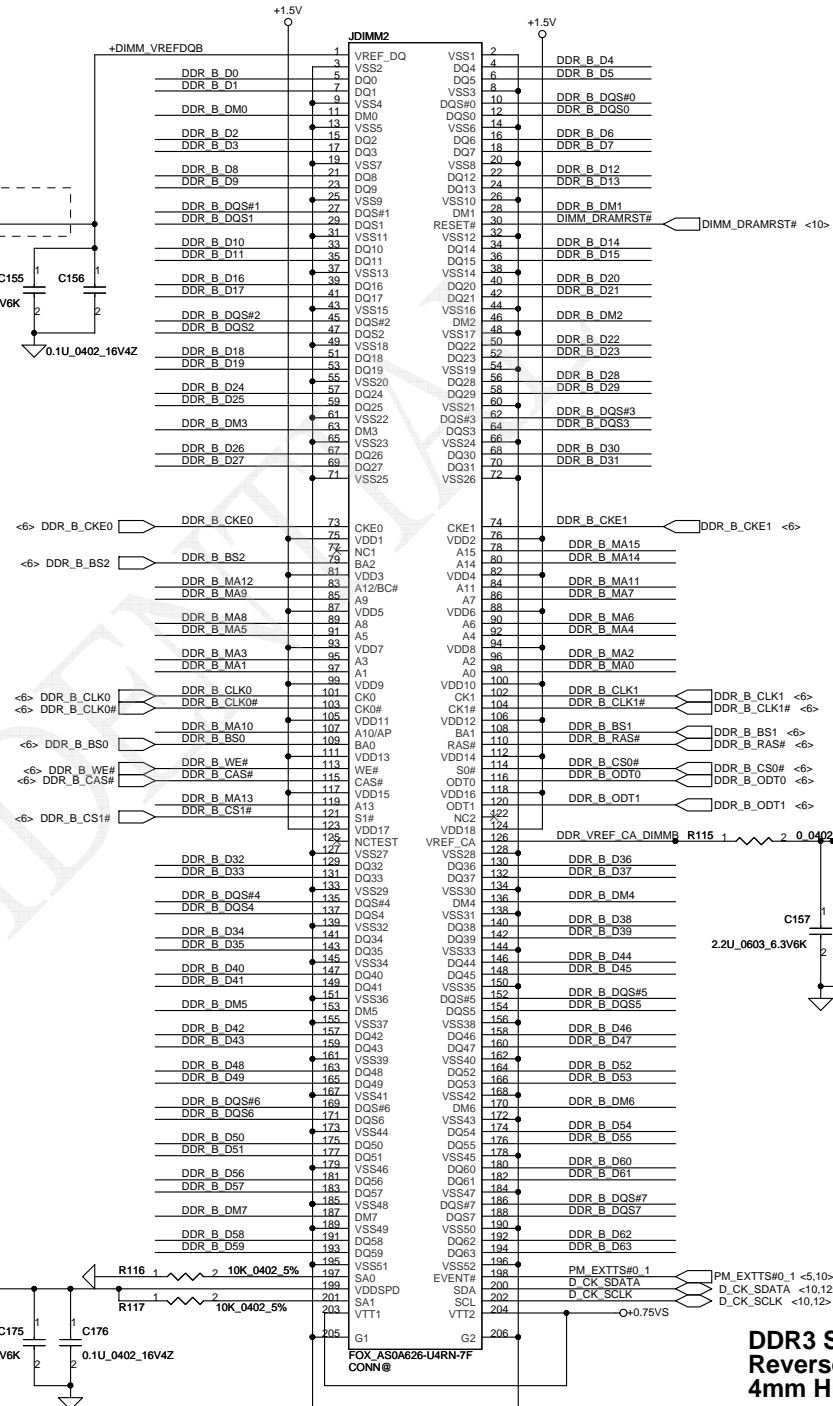 +1.5V
+1.5V
JDIMM2
+DIMM_VREFDQB 1 VREF_DQ VSS1 2
3 VSS2 DQ4 4 DDR_B_D4
DDR_B_D0 5 DQ0 DQ5 6 DDR_B_D5
DDR_B_D1 7 DQ1 VSS3 8
9 VSS4 DQS#0 10 DDR_B_DQS#0
DDR_B_DM0 11 DM0 DQS0 12 DDR_B_DQS0
13 VSS5 VSS6 14
DDR_B_D2 15 DQ2 DQ6 16 DDR_B_D6
DDR_B_D3 17 DQ3 DQ7 18 DDR_B_D7
19 VSS7 VSS8 20
DDR_B_D8 21 DQ8 DQ12 22 DDR_B_D12
DDR_B_D9 23 DQ9 DQ13 24 DDR_B_D13
25 VSS9 VSS10 26
DDR_B_DQS#1 27 DQS#1 DM1 28 DDR_B_DM1
DDR_B_DQS1 29 DQS1 RESET# 30 DIMM_DRAMRST# DIMM_DRAMRST# <10>
31 VSS11 VSS12 32
DDR_B_D10 33 DQ10 DQ14 34 DDR_B_D14
DDR_B_D11 35 DQ11 DQ15 36 DDR_B_D15
37 VSS13 VSS14 38
DDR_B_D16 39 DQ16 DQ20 40 DDR_B_D20
DDR_B_D17 41 DQ17 DQ21 42 DDR_B_D21
43 VSS15 VSS16 44
DDR_B_DQS#2 45 DQS#2 DM2 46 DDR_B_DM2
DDR_B_DQS2 47 DQS2 VSS17 48
49 VSS18 DQ22 50 DDR_B_D22
DDR_B_D18 51 DQ18 DQ23 52 DDR_B_D23
DDR_B_D19 53 DQ19 VSS19 54
55 VSS20 DQ28 56 DDR_B_D28
DDR_B_D24 57 DQ24 DQ29 58 DDR_B_D29
DDR_B_D25 59 DQ25 VSS21 60
61 VSS22 DQS#3 62 DDR_B_DQS#3
DDR_B_DM3 63 DM3 DQS3 64 DDR_B_DQS3
65 VSS23 VSS24 66
DDR_B_D26 67 DQ26 DQ30 68 DDR_B_D30
DDR_B_D27 69 DQ27 DQ31 70 DDR_B_D31
71 VSS25 VSS26 72
C155 1 C156 1
V6K 2 2
0.1U_0402_16V4Z
<6> DDR_B_CKE0 DDR_B_CKE0 73 CKE0 CKE1 74 DDR_B_CKE1 DDR_B_CKE1 <6>
75 VDD1 VDD2 76
77 NC1 A15 78 DDR_B_MA15
<6> DDR_B_BS2 DDR_B_BS2 79 BA2 A14 80 DDR_B_MA14
81 VDD3 VDD4 82
DDR_B_MA12 83 A12/BC# A11 84 DDR_B_MA11
DDR_B_MA9 85 A9 A7 86 DDR_B_MA7
87 VDD5 VDD6 88
DDR_B_MA8 89 A8 A6 90 DDR_B_MA6
DDR_B_MA5 91 A5 A4 92 DDR_B_MA4
93 VDD7 VDD8 94
DDR_B_MA3 95 A3 A2 96 DDR_B_MA2
DDR_B_MA1 97 A1 A0 98 DDR_B_MA0
99 VDD9 VDD10 100
<6> DDR_B_CLK0 DDR_B_CLK0 101 CK0 CK1 102 DDR_B_CLK1 DDR_B_CLK1 <6>
<6> DDR_B_CLK0# DDR_B_CLK0# 103 CK0# CK1# 104 DDR_B_CLK1# DDR_B_CLK1# <6>
105 VDD11 VDD12 106
DDR_B_MA10 107 A10/AP BA1 108 DDR_B_BS1 DDR_B_BS1 <6>
<6> DDR_B_BS0 DDR_B_BS0 109 BA0 RAS# 110 DDR_B_RAS# DDR_B_RAS# <6>
111 VDD13 VDD14 112
<6> DDR_B_WE# DDR_B_WE# 113 WE# S0# 114 DDR_B_CS0# DDR_B_CS0# <6>
<6> DDR_B_CAS# DDR_B_CAS# 115 CAS# ODT0 116 DDR_B_ODT0 DDR_B_ODT0 <6>
117 VDD15 VDD16 118
DDR_B_MA13 119 A13 ODT1 120 DDR_B_ODT1 DDR_B_ODT1 <6>
<6> DDR_B_CS1# DDR_B_CS1# 121 S1# NC2 122
123 VDD17 VDD18 124
125 NCTEST VREF_CA 126 DDR_VREF_CA_DIMMB R115 1 2 0_0402
127 VSS27 VSS28 128
DDR_B_D32 129 DQ32 DQ36 130 DDR_B_D36
DDR_B_D33 131 DQ33 DQ37 132 DDR_B_D37
133 VSS29 VSS30 134
DDR_B_DQS#4 135 DQS#4 DM4 136 DDR_B_DM4
DDR_B_DQS4 137 DQS4 VSS31 138
139 VSS32 DQ38 140 DDR_B_D38
DDR_B_D34 141 DQ34 DQ39 142 DDR_B_D39
DDR_B_D35 143 DQ35 VSS33 144
145 VSS34 DQ44 146 DDR_B_D44
DDR_B_D40 147 DQ40 DQ45 148 DDR_B_D45
DDR_B_D41 149 DQ41 VSS35 150
151 VSS36 DQS#5 152 DDR_B_DQS#5
DDR_B_DM5 153 DM5 DQS5 154 DDR_B_DQS5
155 VSS37 VSS38 156
DDR_B_D42 157 DQ42 DQ46 158 DDR_B_D46
DDR_B_D43 159 DQ43 DQ47 160 DDR_B_D47
161 VSS39 VSS40 162
DDR_B_D48 163 DQ48 DQ52 164 DDR_B_D52
DDR_B_D49 165 DQ49 DQ53 166 DDR_B_D53
167 VSS41 VSS42 168
DDR_B_DQS#6 169 DQS#6 DM6 170 DDR_B_DM6
DDR_B_DQS6 171 DQS6 VSS43 172
173 VSS44 DQ54 174 DDR_B_D54
DDR_B_D50 175 DQ50 DQ55 176 DDR_B_D55
DDR_B_D51 177 DQ51 VSS45 178
179 VSS46 DQ60 180 DDR_B_D60
DDR_B_D56 181 DQ56 DQ61 182 DDR_B_D61
DDR_B_D57 183 DQ57 VSS47 184
185 VSS48 DQS#7 186 DDR_B_DQS#7
DDR_B_DM7 187 DM7 DQS7 188 DDR_B_DQS7
189 VSS49 VSS50 190
DDR_B_D58 191 DQ58 DQ62 192 DDR_B_D62
DDR_B_D59 193 DQ59 DQ63 194 DDR_B_D63
195 VSS51 VSS52 196
R116 1 2 10K_0402_5% 197 SA0 EVENT# 198 PM_EXTTS#0_1 PM_EXTTS#0_1 <5,10>
199 VDDSPD SDA 200 D_CK_SDATA D_CK_SDATA <10,12
R117 1 2 10K_0402_5% 201 SA1 SCL 202 D_CK_SCLK D_CK_SCLK <10,12>
203 VTT1 VTT2 204 +0.75VS
205 G1 G2 206
FOX_AS0A626-U4RN-7F
CONN@
C157 1
2.2U_0603_6.3V6K 2
C175 1 C176 1
V6K 2 2 0.1U_0402_16V4Z
DDR3 S
Reverse
4mm H